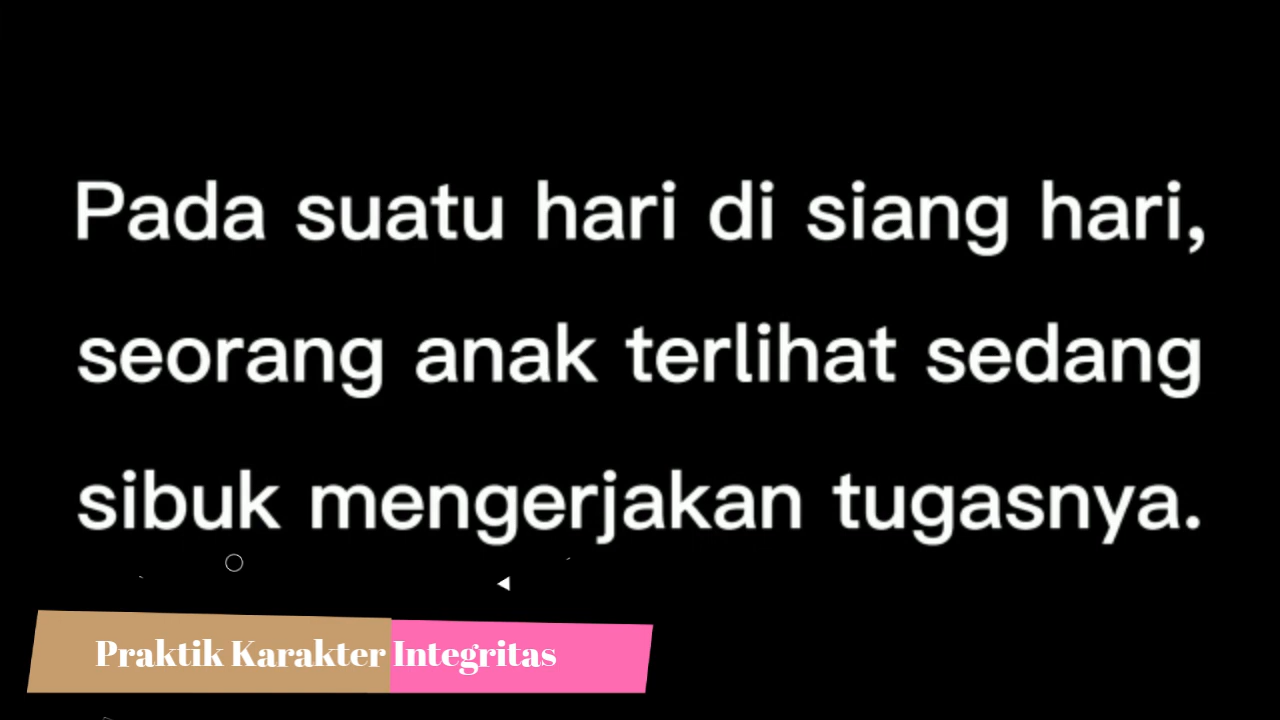 Pada suatu hari di siang hari,
seorang anak terlihat sedang
sibuk mengerjakan tugasnya.
Praktik Karakter Integritas